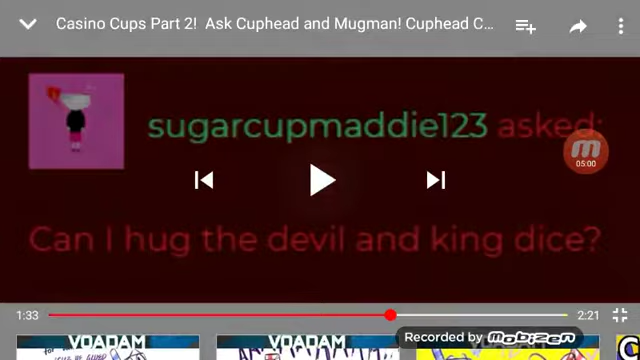 Casino Cups Part 2! Ask Cuphead and Mugman! Cuphead C...
sugarcupmaddie123 asked:
05:00
Can I hug the devil and king dice?
1:33
2:21
VOADAM
VOADAM
VOADAM
Recorded by Mobizen